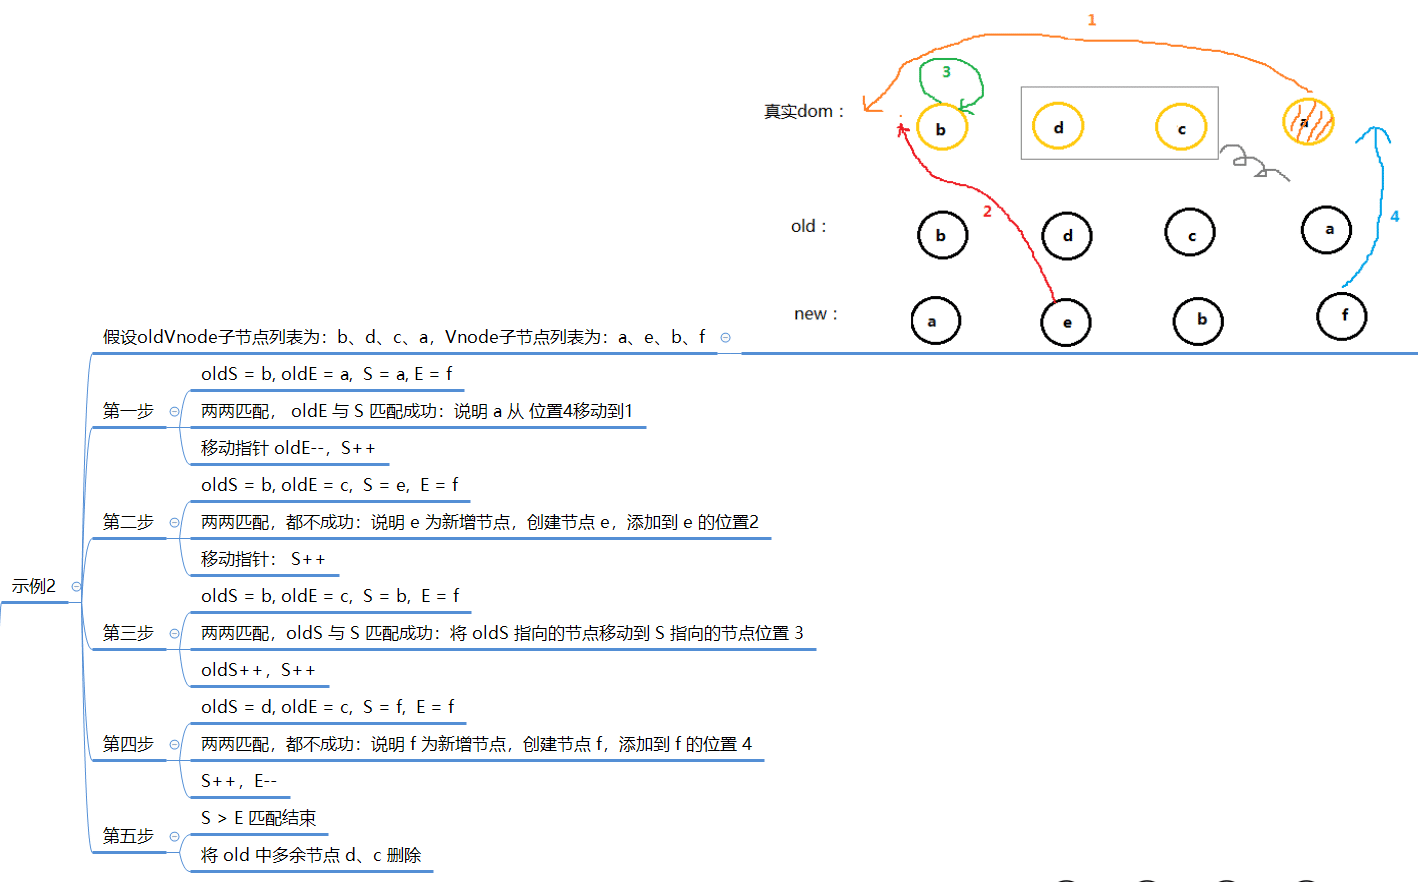 1
3
真实dom：
b
d
c
a
2
4
old：
b
d
c
a
new：
a
e
b
f
假设oldVnode子节点列表为：b、d、c、a，Vnode子节点列表为：a、e、b、f
示例2
第一步
oldS = b, oldE = a, S = a, E = f
两两匹配， oldE 与 S 匹配成功：说明 a 从 位置4移动到1
移动指针 oldE--，S++
第二步
oldS = b, oldE = c, S = e, E = f
两两匹配，都不成功：说明 e 为新增节点，创建节点 e，添加到 e 的位置2
移动指针： S++
第三步
oldS = b, oldE = c, S = b, E = f
两两匹配，oldS 与 S 匹配成功：将 oldS 指向的节点移动到 S 指向的节点位置 3
oldS++，S++
第四步
oldS = d, oldE = c, S = f, E = f
两两匹配，都不成功：说明 f 为新增节点，创建节点 f，添加到 f 的位置 4
S++，E--
第五步
S > E 匹配结束
将 old 中多余节点 d、c 删除